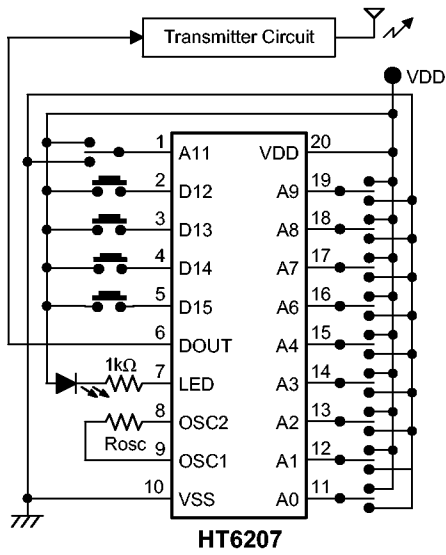 Transmitter Circuit
VDD
1 A11 VDD 20
2 D12 A9 19
3 D13 A8 18
4 D14 A7 17
5 D15 A6 16
6 DOUT A4 15
1kΩ 7 LED A3 14
8 OSC2 A2 13
Rosc 9 OSC1 A1 12
10 VSS A0 11
HT6207